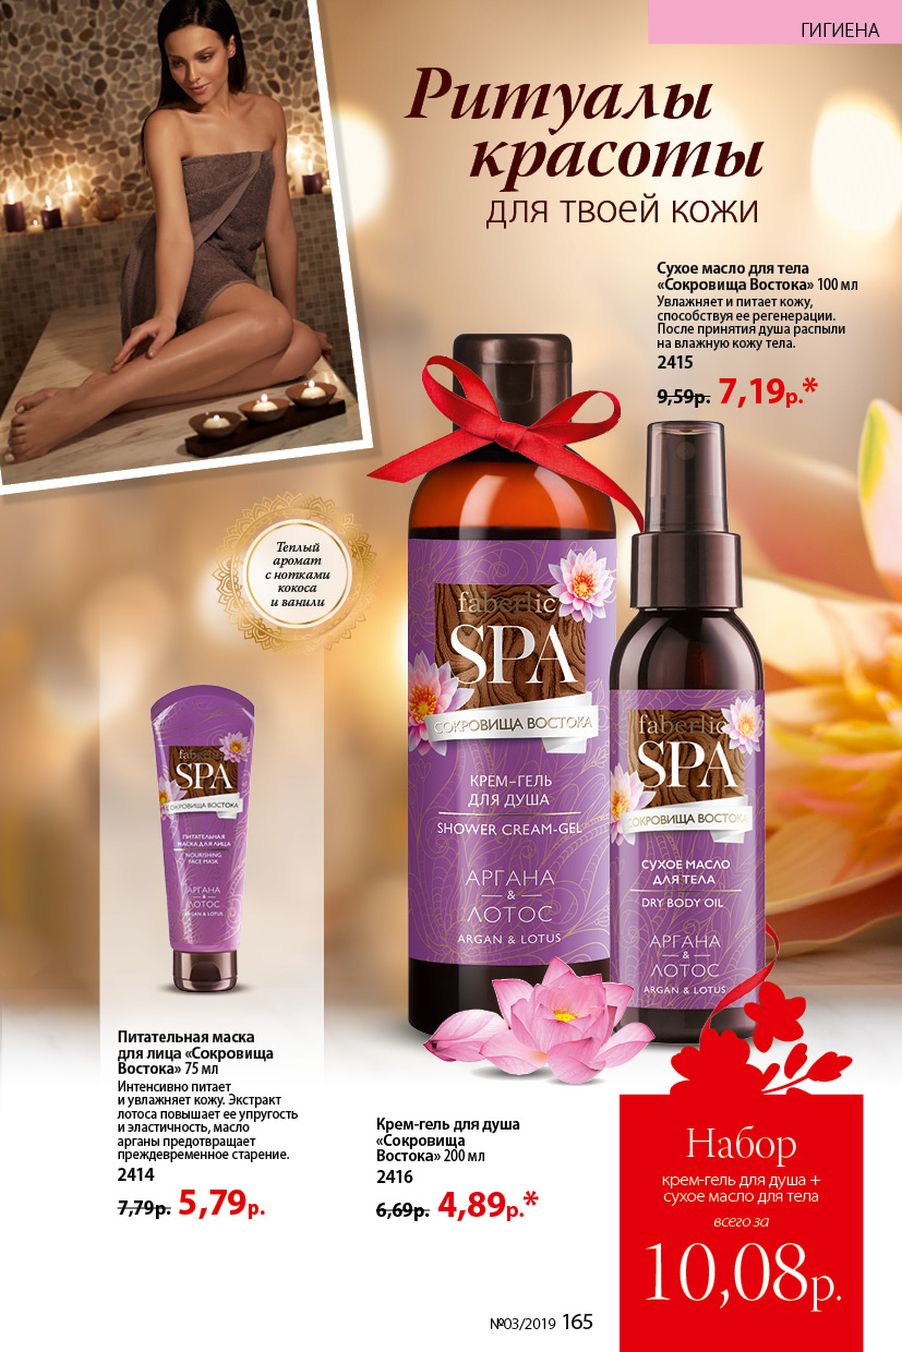 ГИГИЕНА
Ритуалы
красоты
для твоей кожи
Сухое масло для тела
«Сокровища Востока» 100 мл
Увлажняет и питает кожу,
способствуя ее регенерации.
После принятия душа распыли
на влажную кожу тела.
2415
9,59р. 7,19р.*
Теплый
аромат
с нотками
кокоса
и ванили
faberlic
SPA
СОКРОВИЩА ВОСТОКА
КРЕМ-ГЕЛЬ
ДЛЯ ДУША
SHOWER CREAM-GEL
АРГАНА
&
ЛОТОС
ARGAN & LOTUS
faberlic
SPA
СОКРОВИЩА ВОСТОКА
СУХОЕ МАСЛО
ДЛЯ ТЕЛА
DRY BODY OIL
АРГАНА
&
ЛОТОС
ARGAN & LOTUS
faberlic
SPA
СОКРОВИЩА ВОСТОКА
ПИТАТЕЛЬНАЯ
МАСКА ДЛЯ ЛИЦА
NOURISHING
FACE MASK
АРГАНА
&
ЛОТОС
ARGAN & LOTUS
Питательная маска
для лица «Сокровища
Востока» 75 мл
Интенсивно питает
и увлажняет кожу. Экстракт
лотоса повышает ее упругость
и эластичность, масло
арганы предотвращает
преждевременное старение.
2414
7,79р. 5,79р.
Крем-гель для душа
«Сокровища
Востока» 200 мл
2416
6,69р. 4,89р.*
Набор
крем-гель для душа +
сухое масло для тела
всего за
10,08р.
№03/2019 165